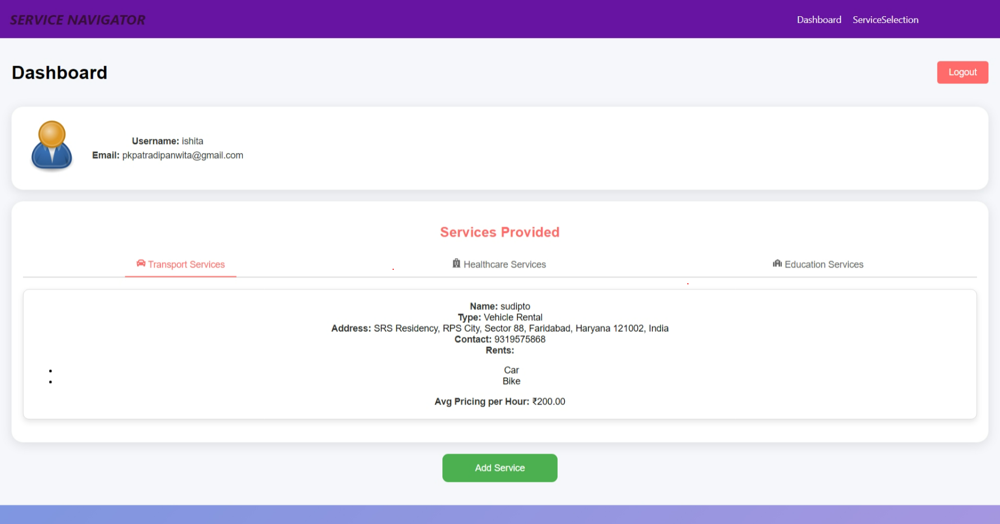 SERVICE NAVIGATOR
Dashboard ServiceSelection
Dashboard
Logout
Username: ishita
Email: pkpatradipanwita@gmail.com
Services Provided
Transport Services
Healthcare Services
Education Services
Name: sudipto
Type: Vehicle Rental
Address: SRS Residency, RPS City, Sector 88, Faridabad, Haryana 121002, India
Contact: 9319575868
Rents:
• Car
• Bike
Avg Pricing per Hour: ₹200.00
Add Service